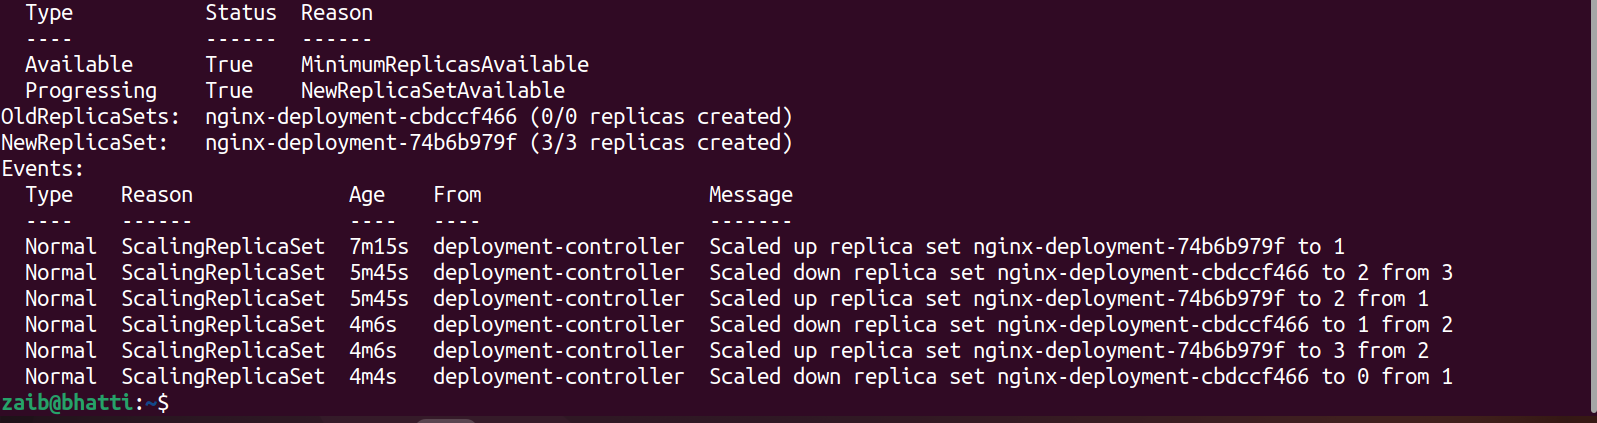 Type Status Reason
---- ------ ------
Available True MinimumReplicasAvailable
Progressing True NewReplicaSetAvailable
OldReplicaSets: nginx-deployment-cbdccf466 (0/0 replicas created)
NewReplicaSet: nginx-deployment-74b6b979f (3/3 replicas created)
Events:
Type Reason Age From Message
---- ------ ---- ---- -------
Normal ScalingReplicaSet 7m15s deployment-controller Scaled up replica set nginx-deployment-74b6b979f to 1
Normal ScalingReplicaSet 5m45s deployment-controller Scaled down replica set nginx-deployment-cbdccf466 to 2 from 3
Normal ScalingReplicaSet 5m45s deployment-controller Scaled up replica set nginx-deployment-74b6b979f to 2 from 1
Normal ScalingReplicaSet 4m6s deployment-controller Scaled down replica set nginx-deployment-cbdccf466 to 1 from 2
Normal ScalingReplicaSet 4m6s deployment-controller Scaled up replica set nginx-deployment-74b6b979f to 3 from 2
Normal ScalingReplicaSet 4m4s deployment-controller Scaled down replica set nginx-deployment-cbdccf466 to 0 from 1
zaib@bhatti:~$